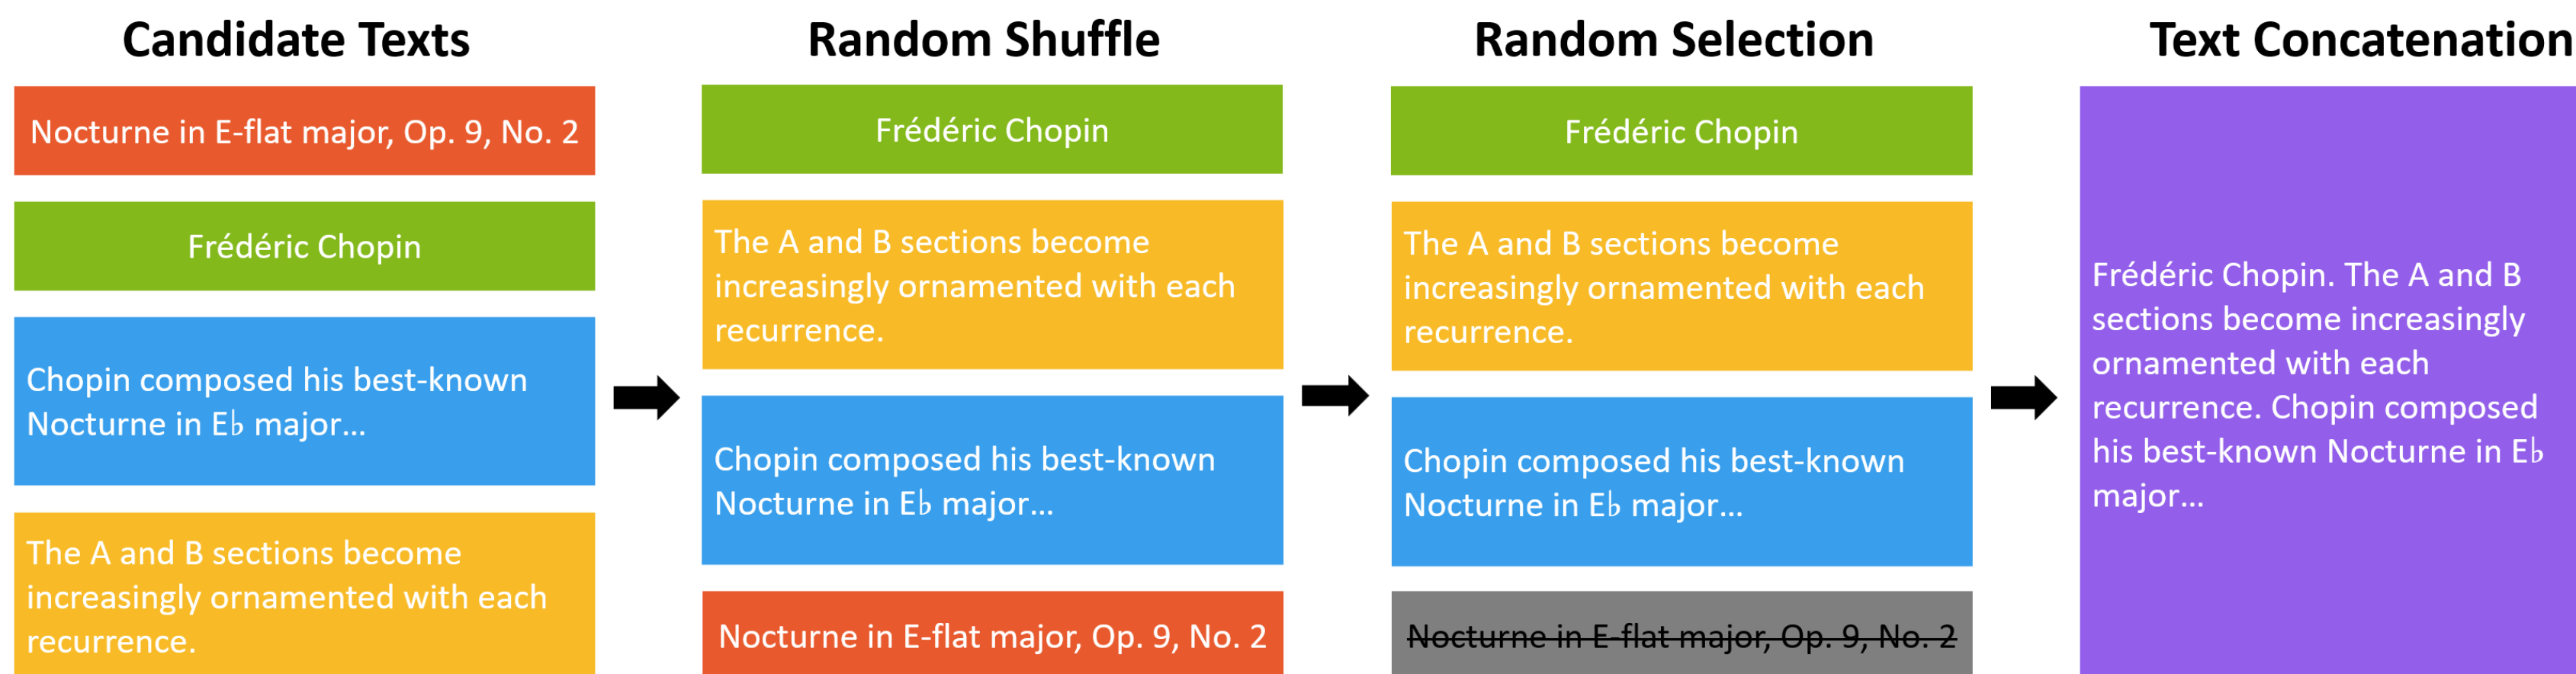 Candidate Texts
Nocturne in E-flat major, Op. 9, No. 2
Frédéric Chopin
Chopin composed his best-known
Nocturne in E♭ major...
The A and B sections become
increasingly ornamented with each
recurrence.
Random Shuffle
Frédéric Chopin
The A and B sections become
increasingly ornamented with each
recurrence.
Chopin composed his best-known
Nocturne in E♭ major...
Nocturne in E-flat major, Op. 9, No. 2
Random Selection
Frédéric Chopin
The A and B sections become
increasingly ornamented with each
recurrence.
Chopin composed his best-known
Nocturne in E♭ major...
Nocturne in E-flat major, Op. 9, No. 2
Text Concatenation
Frédéric Chopin. The A and B
sections become increasingly
ornamented with each
recurrence. Chopin composed
his best-known Nocturne in E♭
major...